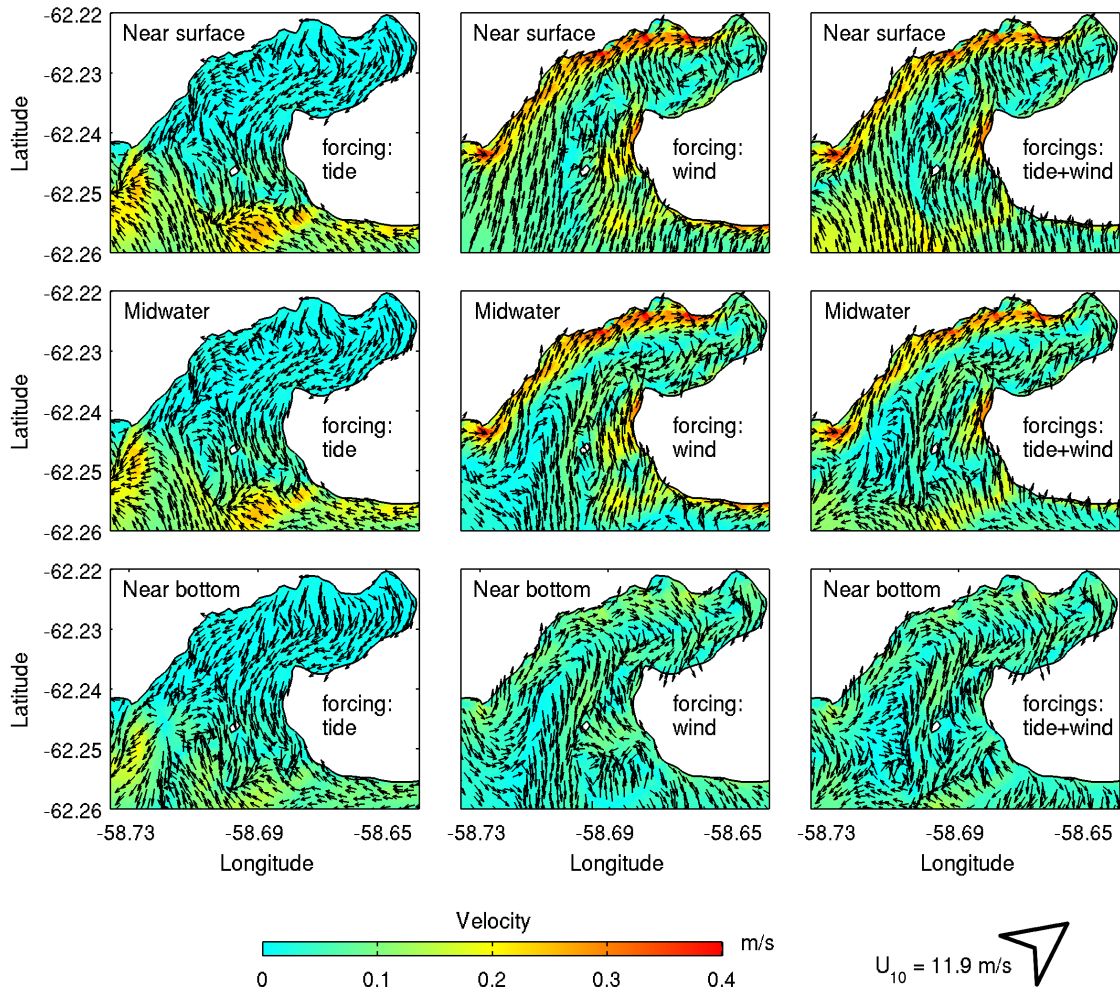 Near surface
Near surface
Near surface
-62.22
-62.23
-62.24
-62.25
-62.26
Latitude
forcing:
tide
forcing:
wind
forcings:
tide+wind
Midwater
Midwater
Midwater
-62.22
-62.23
-62.24
-62.25
-62.26
Latitude
forcing:
tide
forcing:
wind
forcings:
tide+wind
Near bottom
Near bottom
Near bottom
-62.22
-62.23
-62.24
-62.25
-62.26
Latitude
forcing:
tide
forcing:
wind
forcings:
tide+wind
-58.73 -58.69 -58.65
-58.73 -58.69 -58.65
-58.73 -58.69 -58.65
Longitude
Longitude
Longitude
Velocity
m/s
0 0.1 0.2 0.3 0.4
U10 = 11.9 m/s